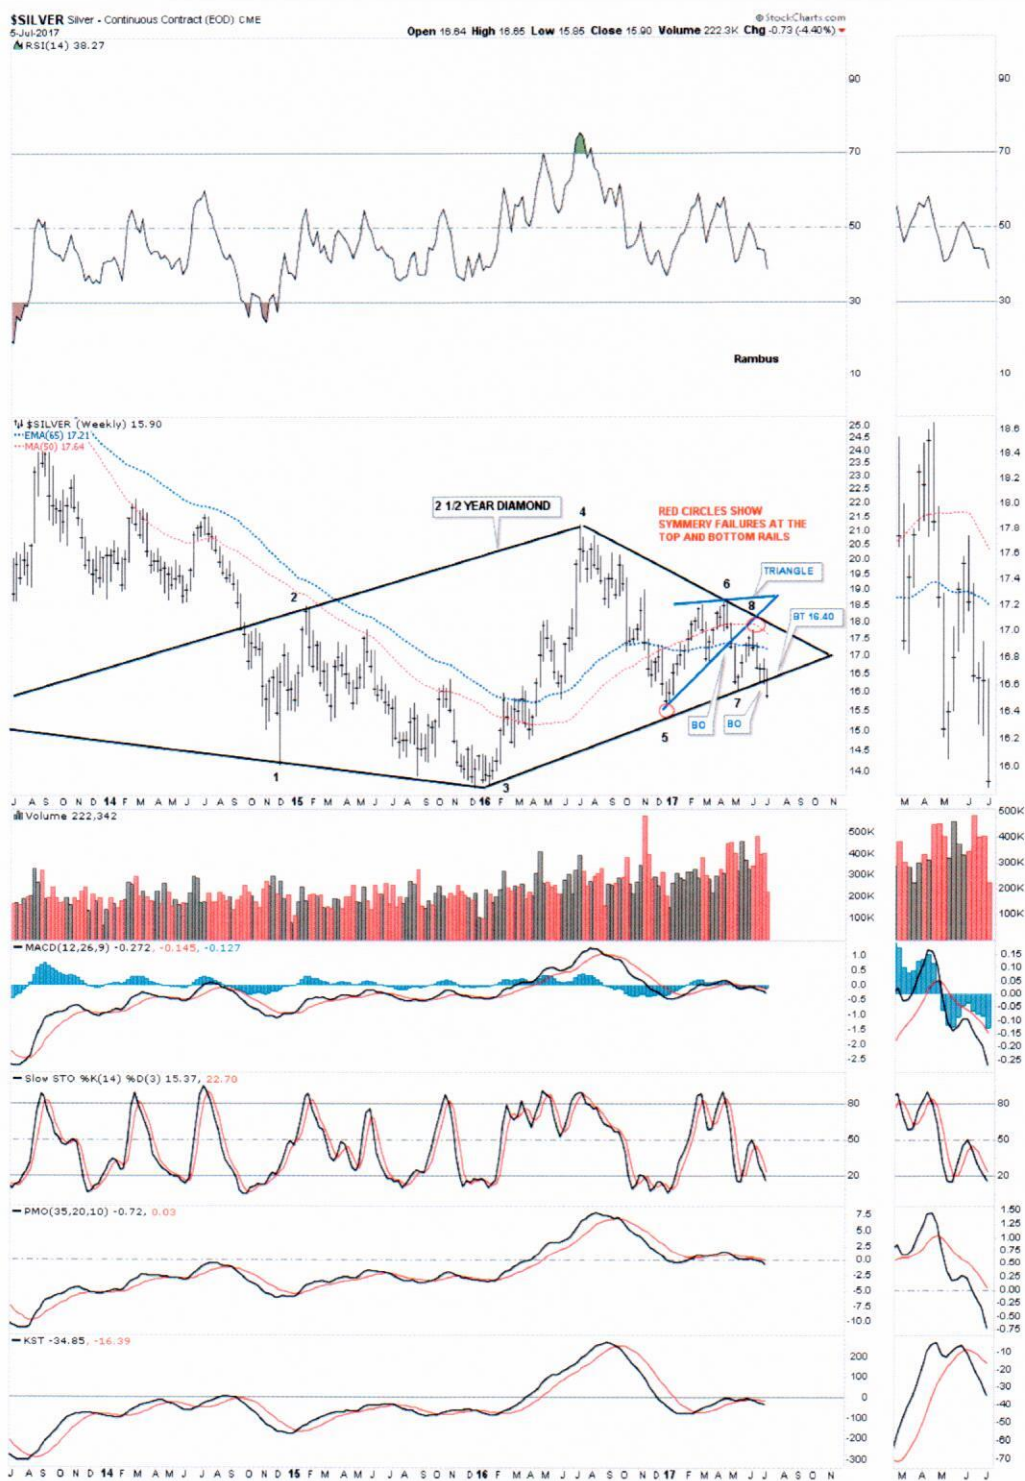 $SILVER Silver - Continuous Contract (EOD) CME
© StockCharts.com
5-Jul-2017
Open 16.64 High 16.65 Low 15.85 Close 15.90 Volume 222.3K Chg -0.73 (-4.40%)
RSI(14) 38.27
90
70
50
30
10
90
70
50
30
10
Rambus
$SILVER (Weekly) 15.90
EMA(65) 17.21
MA(50) 17.64
25.0
24.5
24.0
23.5
23.0
22.5
22.0
21.5
21.0
20.5
20.0
19.5
19.0
18.5
18.0
17.5
17.0
16.5
16.0
15.5
15.0
14.5
14.0
18.6
18.4
18.2
18.0
17.8
17.6
17.4
17.2
17.0
16.8
16.6
16.4
16.2
16.0
2 1/2 YEAR DIAMOND
RED CIRCLES SHOW
SYMMERY FAILURES AT THE
TOP AND BOTTOM RAILS
TRIANGLE
BT 16.40
BO
BO
1
2
3
4
5
6
7
8
J A S O N D 14 F M A M J J A S O N D 15 F M A M J J A S O N D 16 F M A M J J A S O N D 17 F M A M J J A S O N
M A M J J
Volume 222,342
500K
400K
300K
200K
100K
600K
500K
400K
300K
200K
100K
MACD(12,26,9) -0.272, -0.145, -0.127
1.0
0.5
0.0
-0.5
-1.0
-1.5
-2.0
-2.5
0.15
0.10
0.05
0.00
-0.05
-0.10
-0.15
-0.20
-0.25
Slow STO %K(14) %D(3) 15.37, 22.70
80
50
20
80
50
20
PMO(35,20,10) -0.72, 0.03
7.5
5.0
2.5
0.0
-2.5
-5.0
-7.5
-10.0
1.50
1.25
1.00
0.75
0.50
0.25
0.00
-0.25
-0.50
-0.75
KST -34.85, -16.39
200
100
0
-100
-200
-300
-10
-20
-30
-40
-50
-60
-70
J A S O N D 14 F M A M J J A S O N D 15 F M A M J J A S O N D 16 F M A M J J A S O N D 17 F M A M J J A S O N
M A M J J